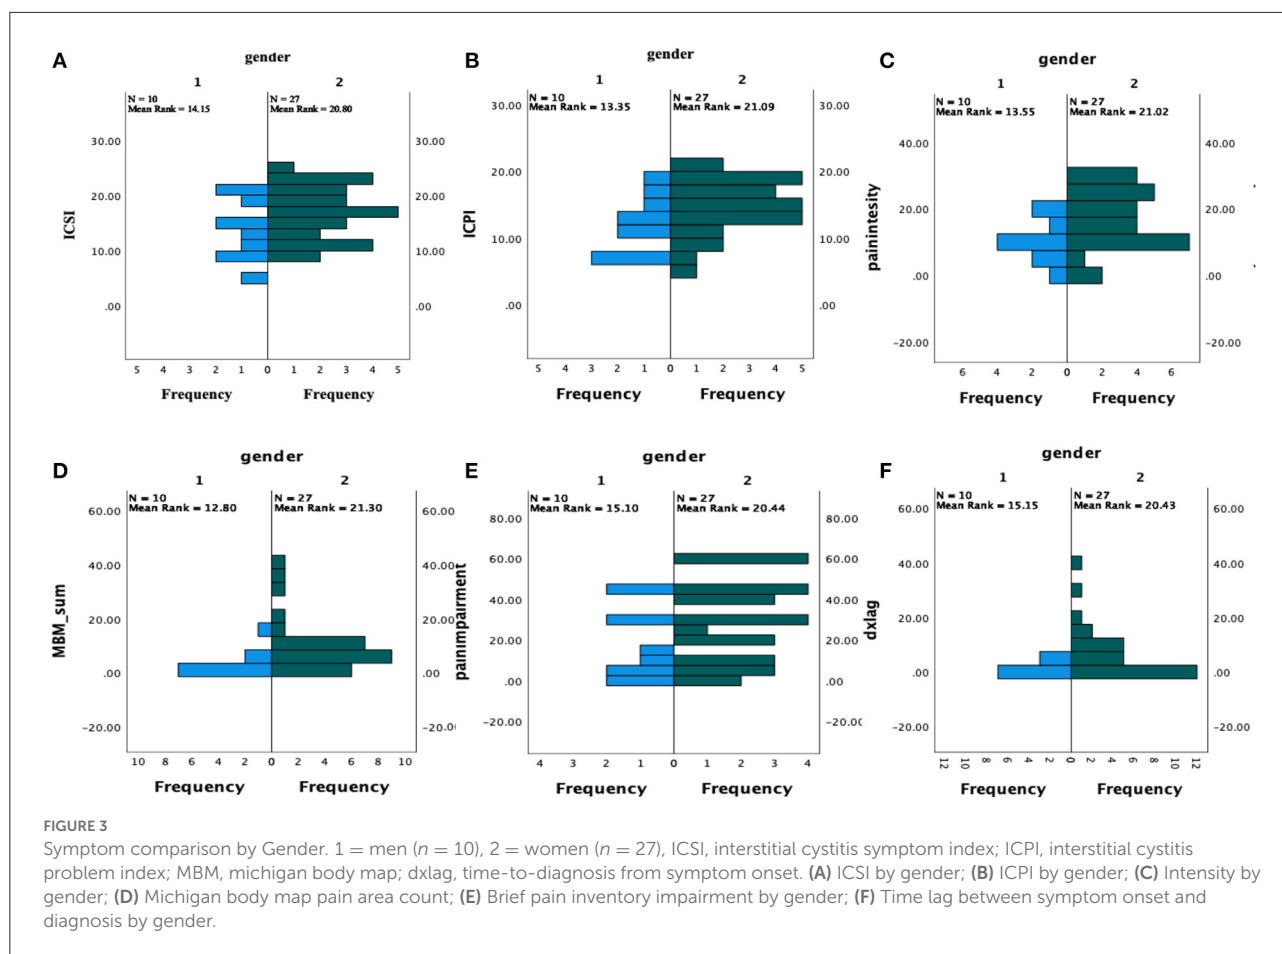 A
gender
1 2
N = 10 N = 27
Mean Rank = 14.15 Mean Rank = 20.80
ICSI
30.00 30.00
20.00 20.00
10.00 10.00
.00 .00
5 4 3 2 1 0 1 2 3 4 5
Frequency Frequency
B
gender
1 2
N = 10 N = 27
Mean Rank = 13.35 Mean Rank = 21.09
ICPI
30.00 30.00
20.00 20.00
10.00 10.00
.00 .00
5 4 3 2 1 0 1 2 3 4 5
Frequency Frequency
C
gender
1 2
N = 10 N = 27
Mean Rank = 13.55 Mean Rank = 21.02
painintesity
40.00 40.00
20.00 20.00
.00 .00
-20.00 -20.00
6 4 2 0 2 4 6
Frequency Frequency
D
gender
1 2
N = 10 N = 27
Mean Rank = 12.80 Mean Rank = 21.30
MBM_sum
60.00 60.00
40.00 40.00
20.00 20.00
.00 .00
-20.00 -20.00
10 8 6 4 2 0 2 4 6 8 10
Frequency Frequency
E
gender
1 2
N = 10 N = 27
Mean Rank = 15.10 Mean Rank = 20.44
painimpairment
80.00 80.00
60.00 60.00
40.00 40.00
20.00 20.00
.00 .00
-20.00 -20.00
4 3 2 1 0 1 2 3 4
Frequency Frequency
F
gender
1 2
N = 10 N = 27
Mean Rank = 15.15 Mean Rank = 20.43
dxlag
60.00 60.00
40.00 40.00
20.00 20.00
.00 .00
-20.00 -20.00
12 10 8 6 4 2 0 2 4 6 8 10 12
Frequency Frequency
FIGURE 3
Symptom comparison by Gender. 1 = men (n = 10), 2 = women (n = 27), ICSI, interstitial cystitis symptom index; ICPI, interstitial cystitis
problem index; MBM, michigan body map; dxlag, time-to-diagnosis from symptom onset. (A) ICSI by gender; (B) ICPI by gender; (C) Intensity by
gender; (D) Michigan body map pain area count; (E) Brief pain inventory impairment by gender; (F) Time lag between symptom onset and
diagnosis by gender.